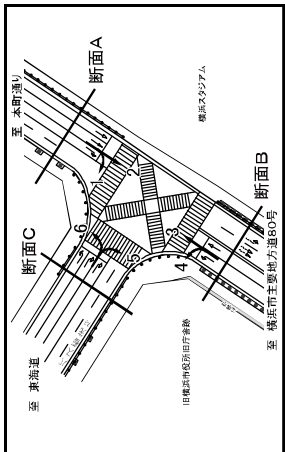 断面A
至 本町通り
横浜スタジアム
断面B
断面C
1
2
3
4
5
6
至 横浜市主要地方道80号
至 東海道
旧横浜市役所旧庁舎跡